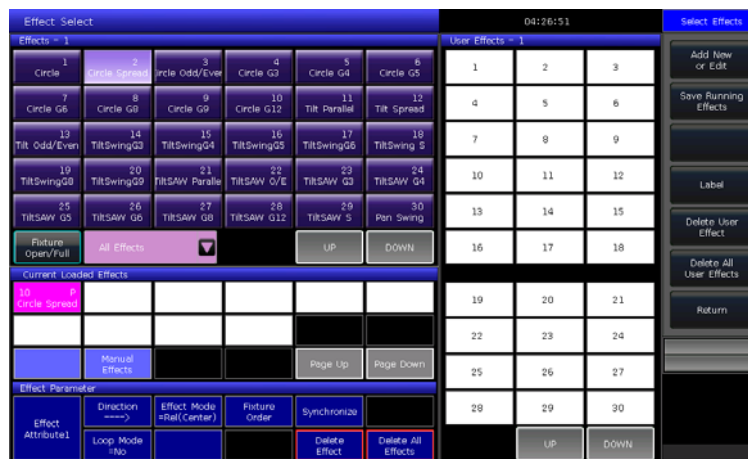 Effect Select
04:26:51
Select Effects
Effects - 1
User Effects - 1
1
Circle
2
Circle Spread
3
ircle Odd/Ever
4
Circle G3
5
Circle G4
6
Circle G5
7
Circle G6
8
Circle G8
9
Circle G9
10
Circle G12
11
Tilt Parallel
12
Tilt Spread
13
Tilt Odd/Even
14
TiltSwingG3
15
TiltSwingG4
16
TiltSwingG5
17
TiltSwingG6
18
TiltSwing S
19
TiltSwingG8
20
TiltSwingG9
21
TiltSAW Paralle
22
TiltSAW O/E
23
TiltSAW G3
24
TiltSAW G4
25
TiltSAW G5
26
TiltSAW G6
27
TiltSAW G8
28
TiltSAW G12
29
TiltSAW S
30
Pan Swing
Fixture
Open/Full
All Effects
UP
DOWN
Current Loaded Effects
10 P
Circle Spread
Manual
Effects
Page Up
Page Down
Effect Parameter
Effect
Attribute1
Direction
---->
Effect Mode
=Rel(Center)
Fixture
Order
Synchronize
Loop Mode
=No
Delete
Effect
Delete All
Effects
1
2
3
4
5
6
7
8
9
10
11
12
13
14
15
16
17
18
19
20
21
22
23
24
25
26
27
28
29
30
UP
DOWN
Add New
or Edit
Save Running
Effects
Label
Delete User
Effect
Delete All
User Effects
Return